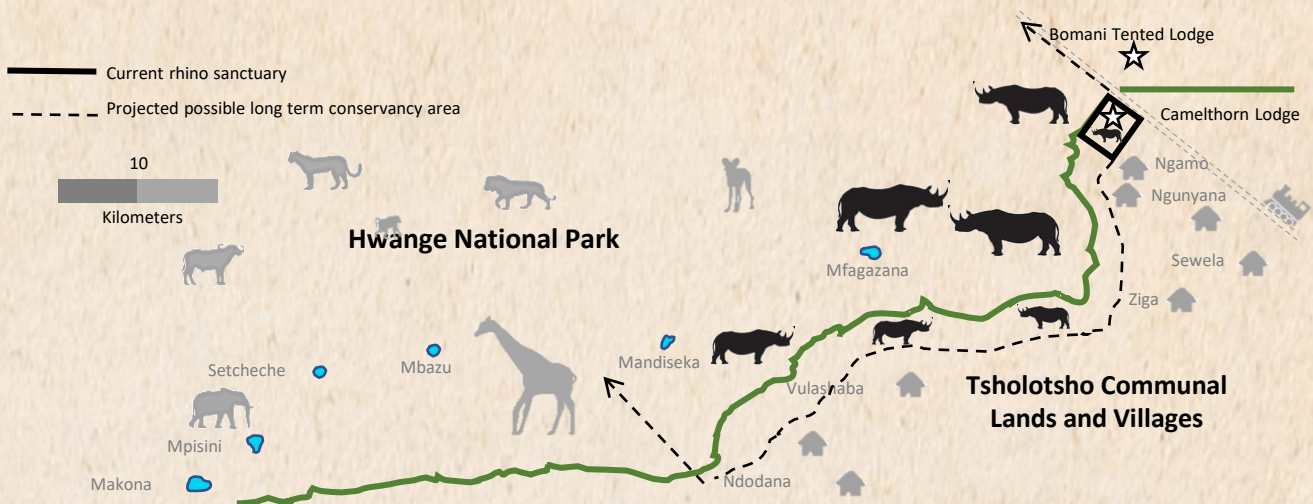 Bomani Tented Lodge
Current rhino sanctuary
Projected possible long term conservancy area
Camelthorn Lodge
10
Kilometers
Ngamo
Ngunyana
Hwange National Park
Sewela
Mfagazana
Ziga
Setcheche
Mbazu
Mandiseka
Vulashaba
Tsholotsho Communal
Lands and Villages
Mpisini
Makona
Ndodana